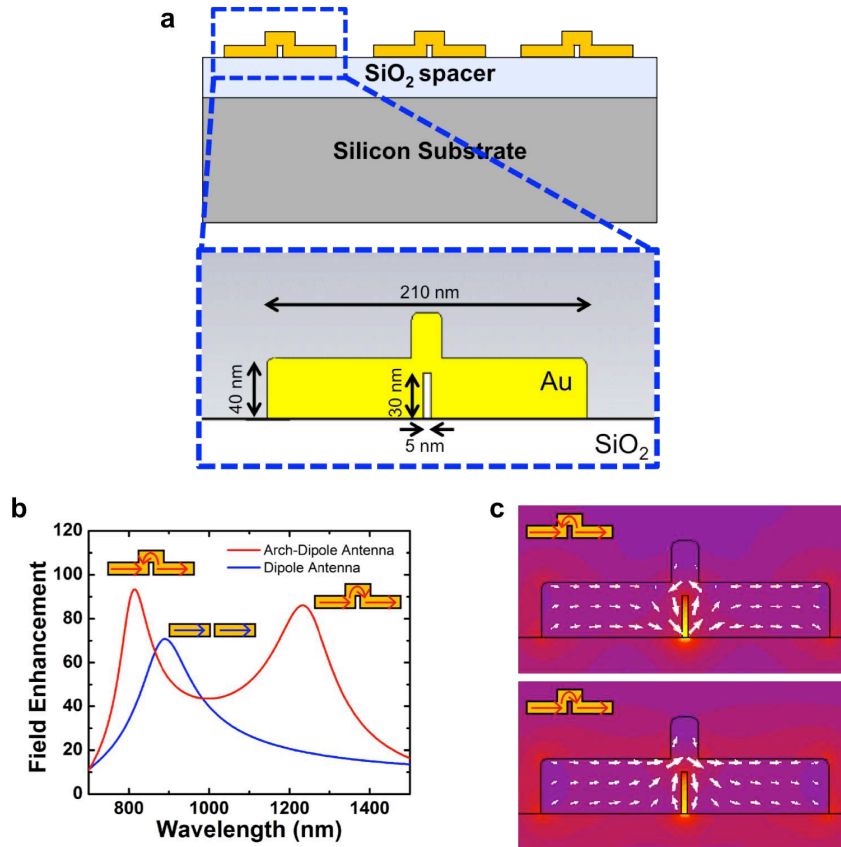 a
SiO₂ spacer
Silicon Substrate
210 nm
40 nm
30 nm
Au
5 nm
SiO₂
b
Field Enhancement
120
100
80
60
40
20
0
Arch-Dipole Antenna
Dipole Antenna
800 1000 1200 1400
Wavelength (nm)
c